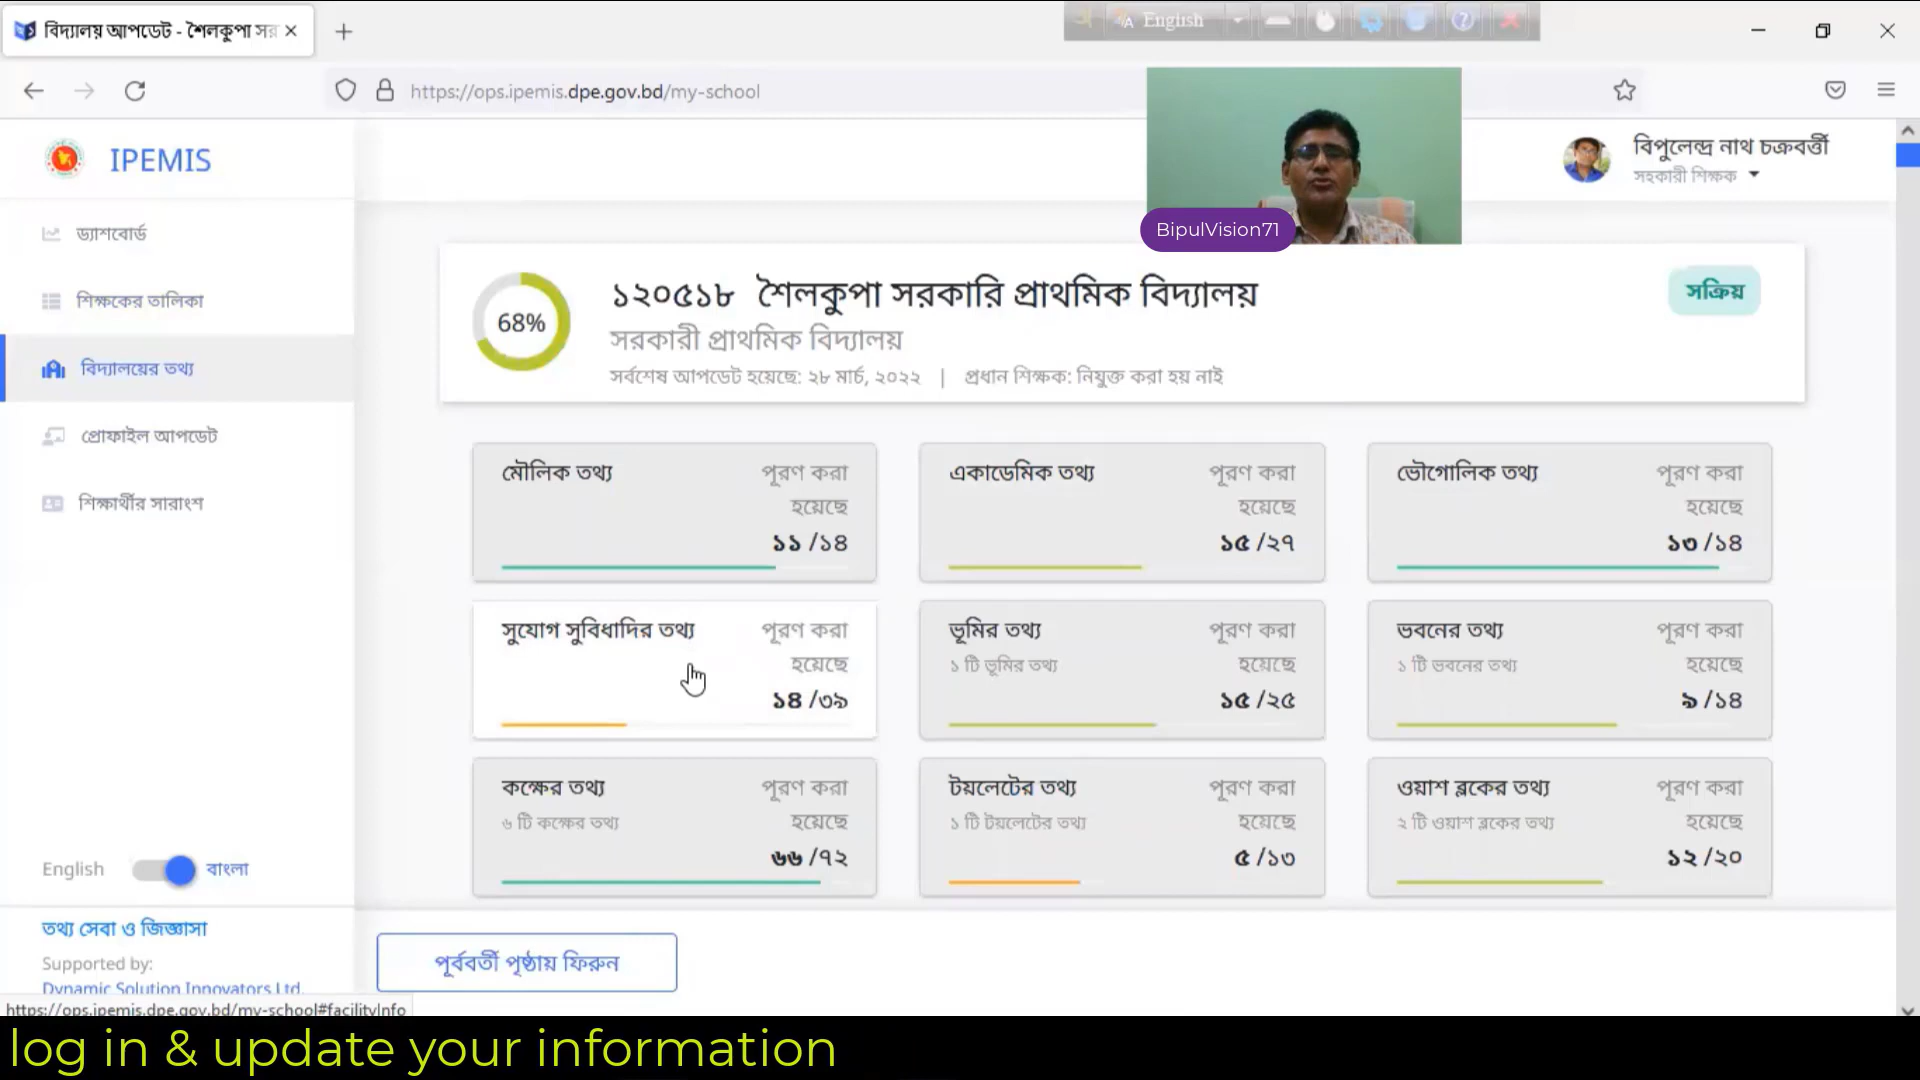 বিদ্যালয় আপডেট - শৈলকুপা সর
English
https://ops.ipemis.dpe.gov.bd/my-school
IPEMIS
বিপুলেন্দ্র নাথ চক্রবর্ত্তী
সহকারী শিক্ষক
BipulVision71
ড্যাশবোর্ড
শিক্ষকের তালিকা
বিদ্যালয়ের তথ্য
প্রোফাইল আপডেট
শিক্ষার্থীর সারাংশ
68%
১২০৫১৮ শৈলকুপা সরকারি প্রাথমিক বিদ্যালয়
সক্রিয়
সরকারী প্রাথমিক বিদ্যালয়
সর্বশেষ আপডেট হয়েছে: ২৮ মার্চ, ২০২২ | প্রধান শিক্ষক: নিযুক্ত করা হয় নাই
মৌলিক তথ্য
পূরণ করা
হয়েছে
১১ /১৪
একাডেমিক তথ্য
পূরণ করা
হয়েছে
১৫ /২৭
ভৌগোলিক তথ্য
পূরণ করা
হয়েছে
১৩ /১৪
সুযোগ সুবিধাদির তথ্য
পূরণ করা
হয়েছে
১৪ /৩৯
ভূমির তথ্য
১ টি ভূমির তথ্য
পূরণ করা
হয়েছে
১৫ /২৫
ভবনের তথ্য
১ টি ভবনের তথ্য
পূরণ করা
হয়েছে
৯ /১৪
কক্ষের তথ্য
৬ টি কক্ষের তথ্য
পূরণ করা
হয়েছে
৬৬ /৭২
টয়লেটের তথ্য
১ টি টয়লেটের তথ্য
পূরণ করা
হয়েছে
৫ /১৩
ওয়াশ ব্লকের তথ্য
২ টি ওয়াশ ব্লকের তথ্য
পূরণ করা
হয়েছে
১২ /২০
English বাংলা
তথ্য সেবা ও জিজ্ঞাসা
Supported by:
Dynamic Solution Innovators Ltd.
পূর্ববর্তী পৃষ্ঠায় ফিরুন
https://ops.ipemis.dpe.gov.bd/my-school#facilityInfo
log in & update your information